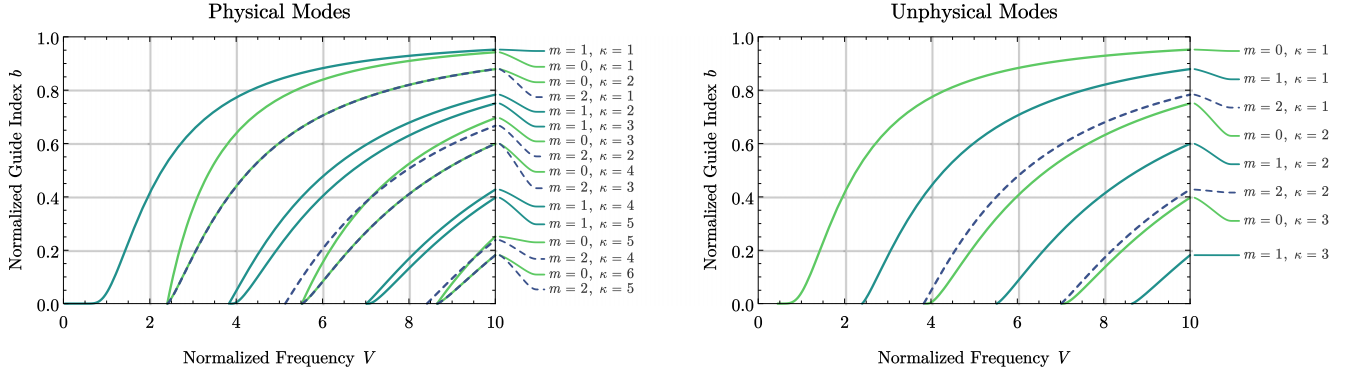 Physical Modes
Normalized Guide Index b
1.0
0.8
0.6
0.4
0.2
0.0
0
2
4
6
8
10
Normalized Frequency V
m = 1, κ = 1
m = 0, κ = 1
m = 0, κ = 2
m = 2, κ = 1
m = 1, κ = 2
m = 1, κ = 3
m = 0, κ = 3
m = 2, κ = 2
m = 0, κ = 4
m = 2, κ = 3
m = 1, κ = 4
m = 1, κ = 5
m = 0, κ = 5
m = 2, κ = 4
m = 0, κ = 6
m = 2, κ = 5
Unphysical Modes
Normalized Guide Index b
1.0
0.8
0.6
0.4
0.2
0.0
0
2
4
6
8
10
Normalized Frequency V
m = 0, κ = 1
m = 1, κ = 1
m = 2, κ = 1
m = 0, κ = 2
m = 1, κ = 2
m = 2, κ = 2
m = 0, κ = 3
m = 1, κ = 3